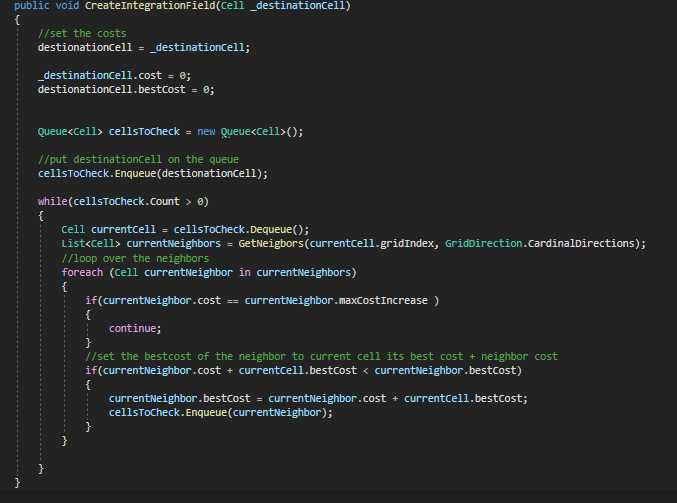 public void CreateIntegrationField(Cell _destinationCell)
{
//set the costs
destionationCell = _destinationCell;
_destinationCell.cost = 0;
destionationCell.bestCost = 0;
Queue<Cell> cellsToCheck = new Queue<Cell>();
//put destinationCell on the queue
cellsToCheck.Enqueue(destionationCell);
while(cellsToCheck.Count > 0)
{
Cell currentCell = cellsToCheck.Dequeue();
List<Cell> currentNeighbors = GetNeigbors(currentCell.gridIndex, GridDirection.CardinalDirections);
//loop over the neighbors
foreach (Cell currentNeighbor in currentNeighbors)
{
if(currentNeighbor.cost == currentNeighbor.maxCostIncrease )
{
continue;
}
//set the bestcost of the neighbor to current cell its best cost + neighbor cost
if(currentNeighbor.cost + currentCell.bestCost < currentNeighbor.bestCost)
{
currentNeighbor.bestCost = currentNeighbor.cost + currentCell.bestCost;
cellsToCheck.Enqueue(currentNeighbor);
}
}
}
}